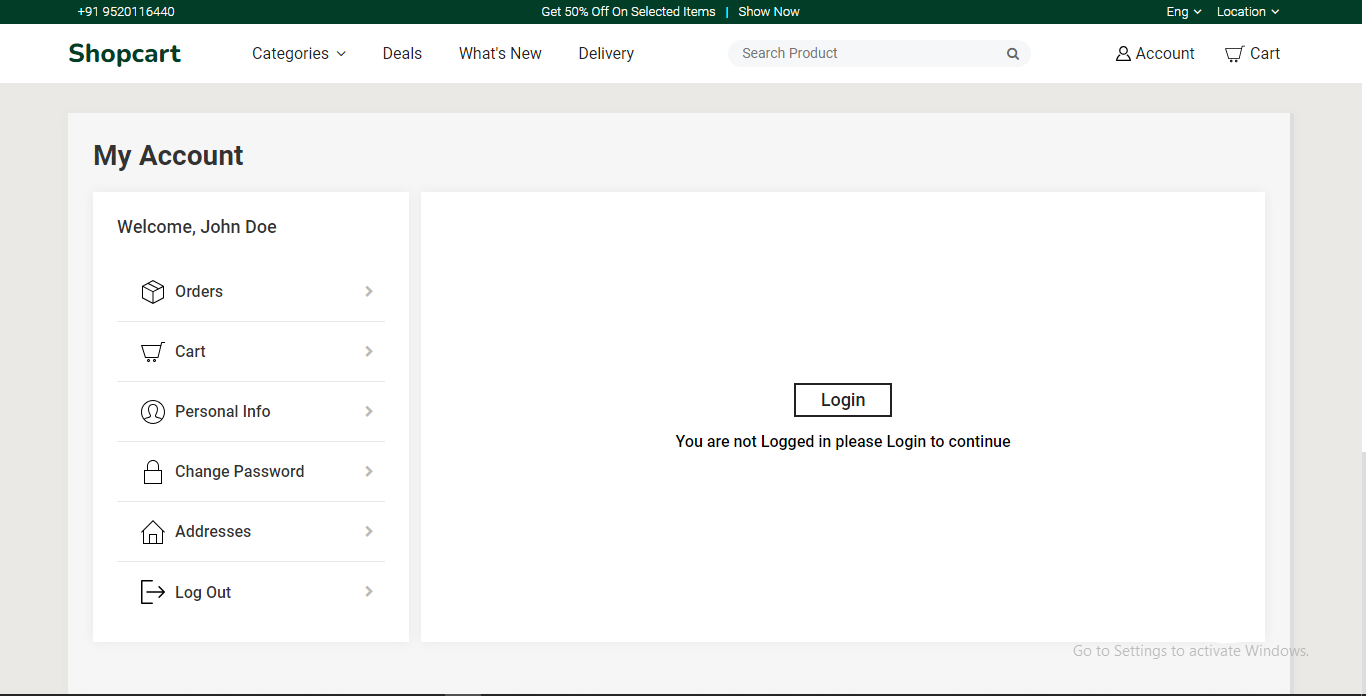 +91 9520116440 Get 50% Off On Selected Items | Show Now Eng Location
Shopcart Categories Deals What's New Delivery Search Product Account Cart
My Account
Welcome, John Doe
Orders
Cart
Personal Info
Change Password
Addresses
Log Out
Login
You are not Logged in please Login to continue
Go to Settings to activate Windows.